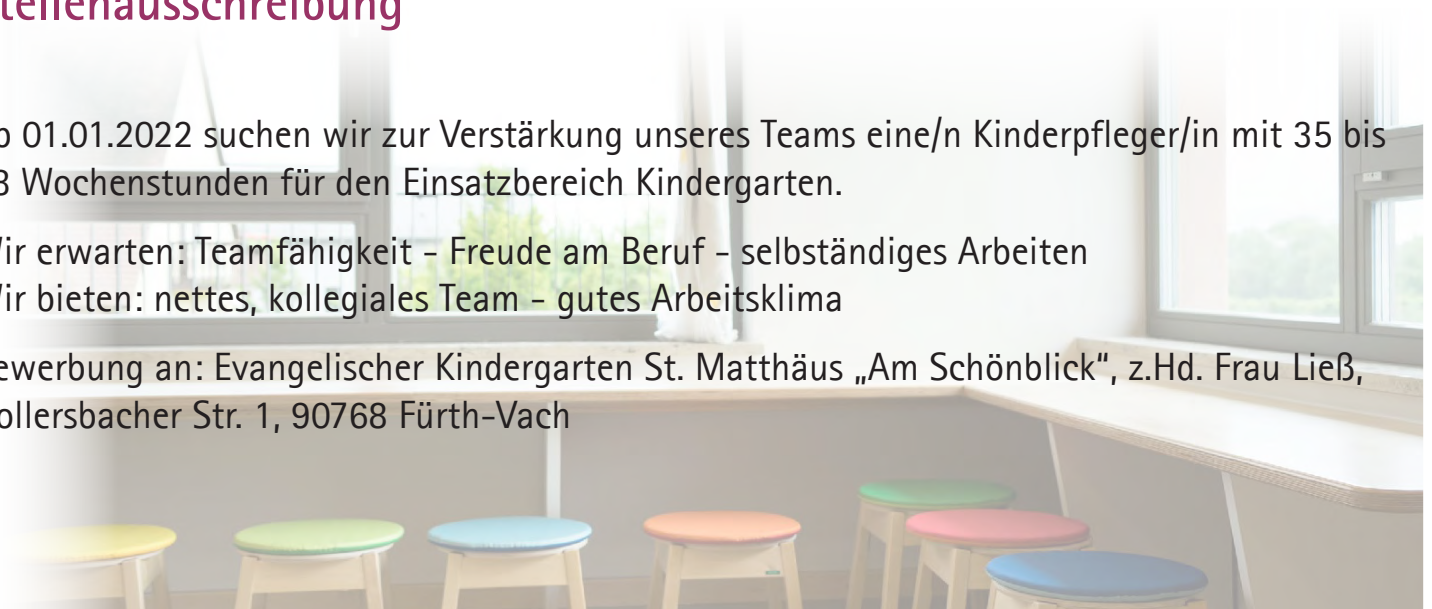 tellenausschreibung
b 01.01.2022 suchen wir zur Verstärkung unseres Teams eine/n Kinderpfleger/in mit 35 bis
8 Wochenstunden für den Einsatzbereich Kindergarten.
ir erwarten: Teamfähigkeit - Freude am Beruf - selbständiges Arbeiten
ir bieten: nettes, kollegiales Team - gutes Arbeitsklima
ewerbung an: Evangelischer Kindergarten St. Matthäus „Am Schönblick“, z.Hd. Frau Ließ,
ollersbacher Str. 1, 90768 Fürth-Vach